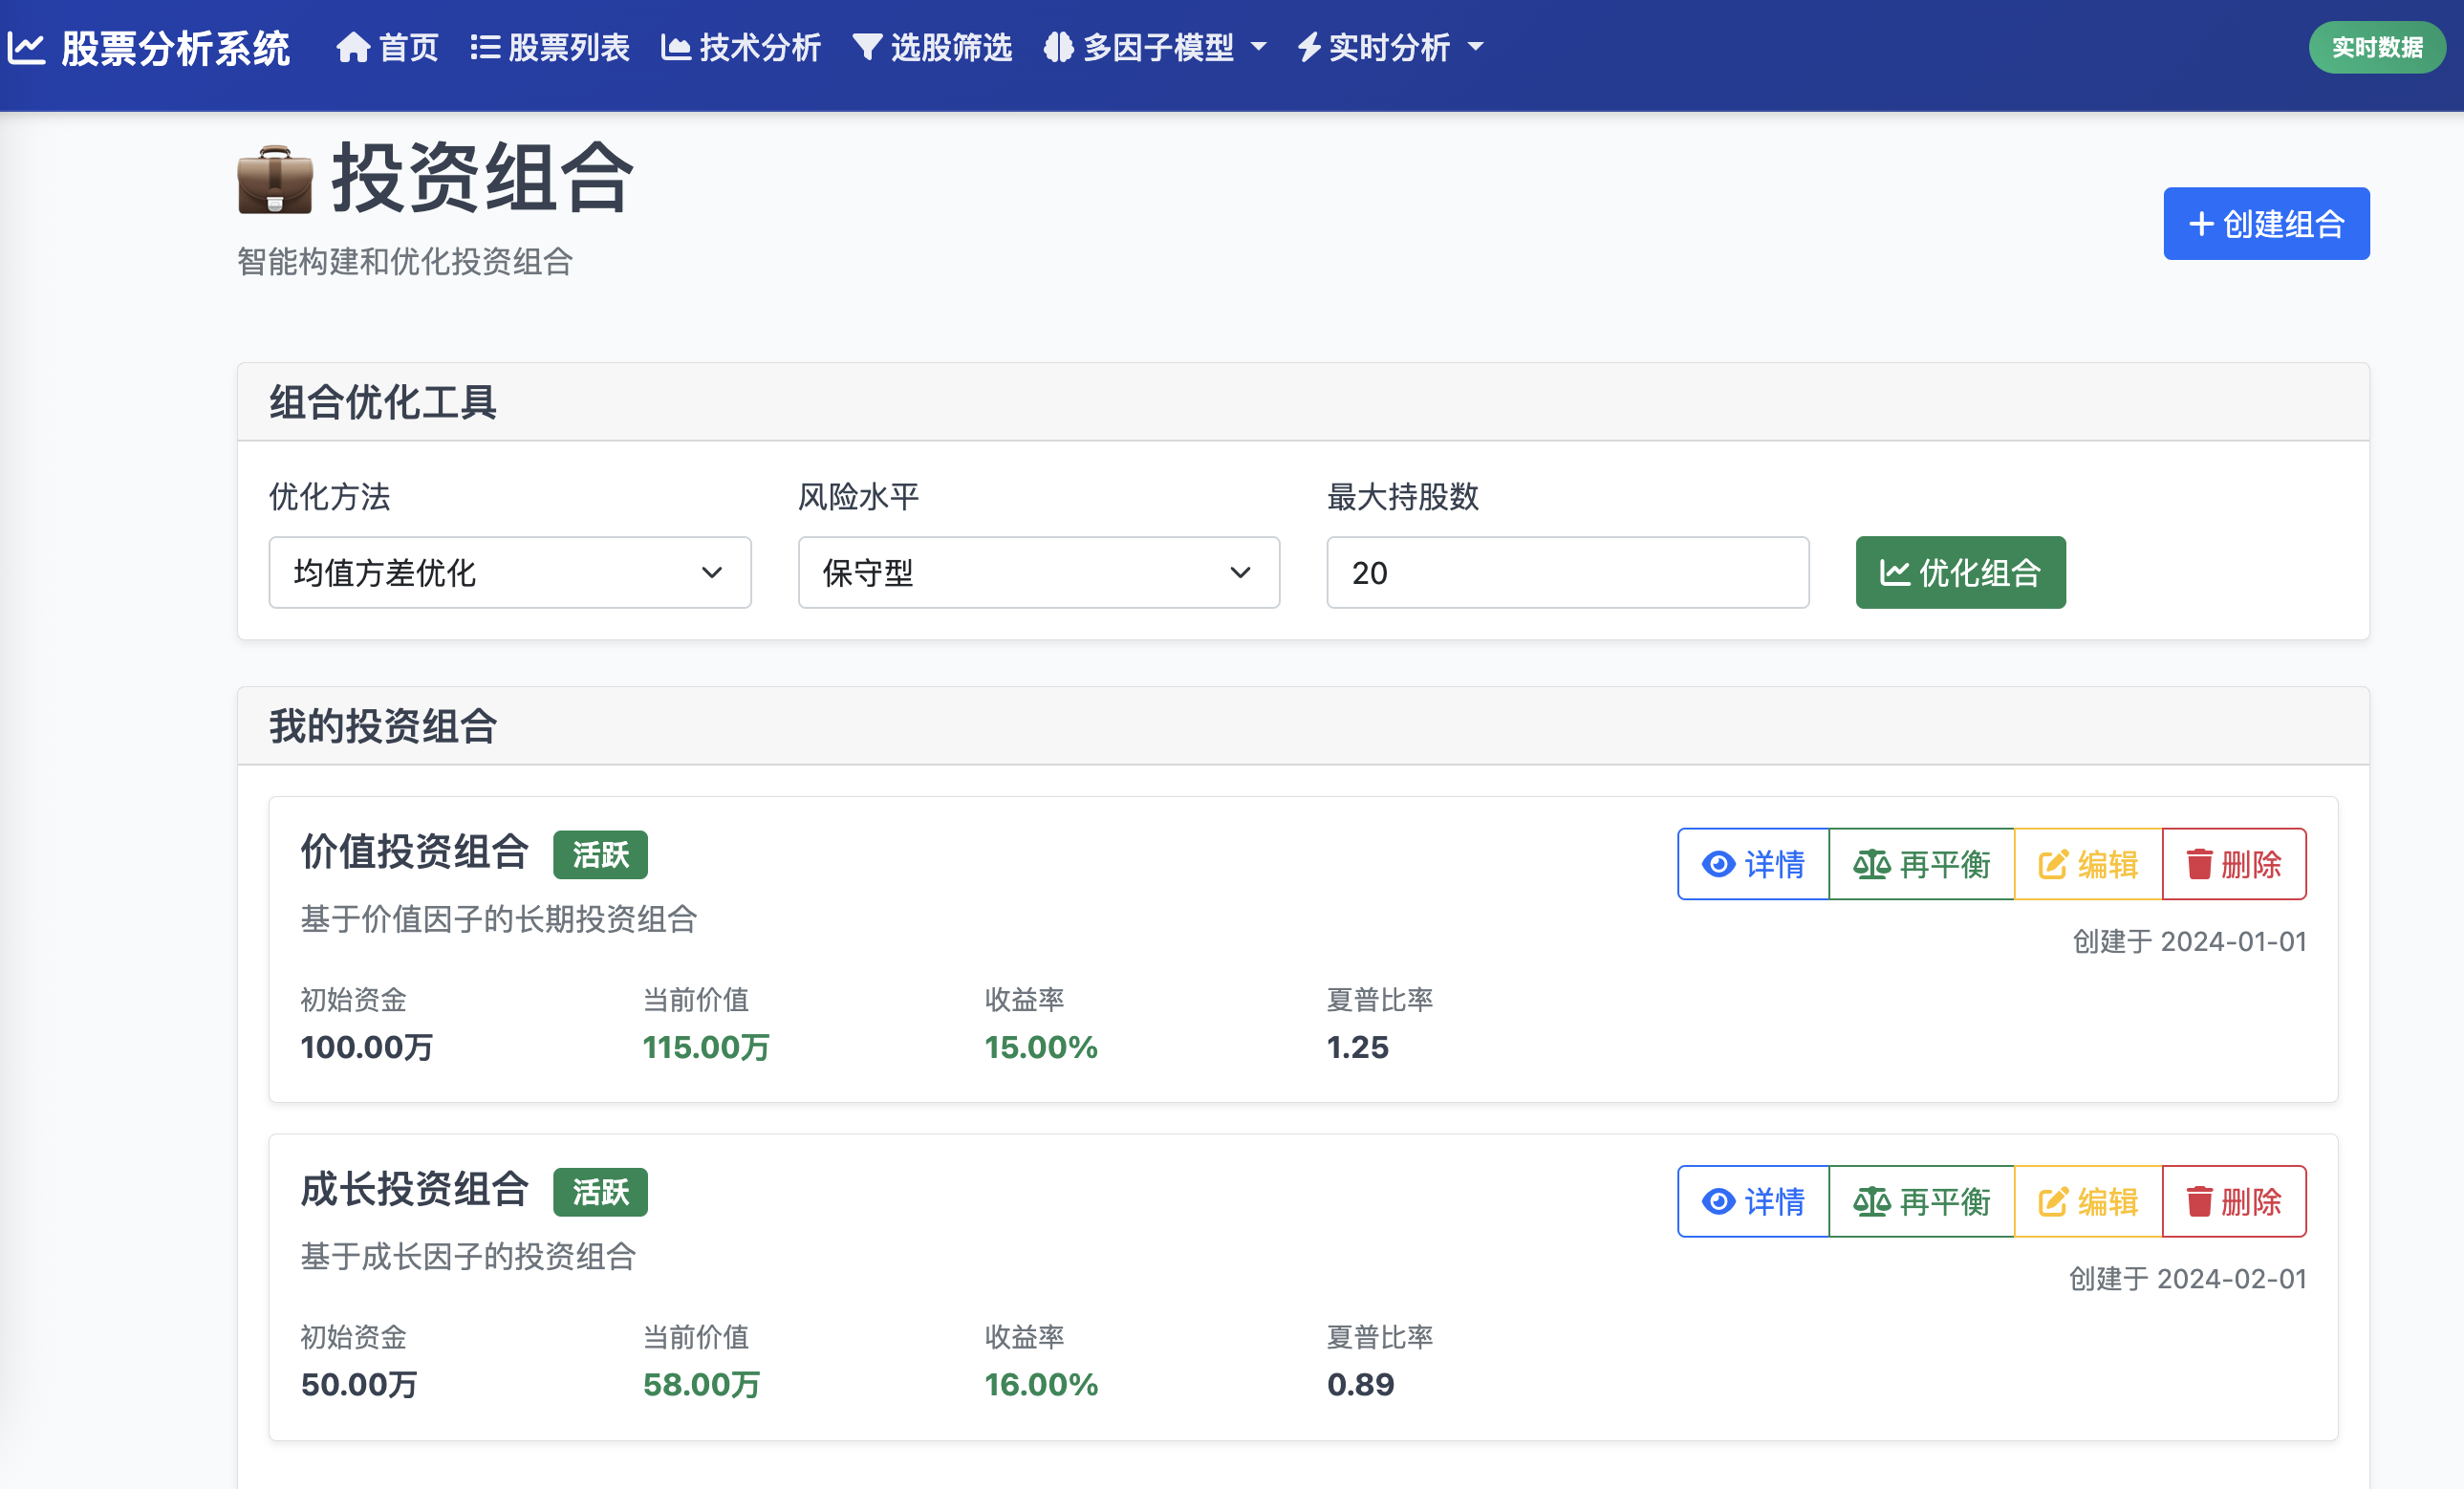 股票分析系统 首页 股票列表 技术分析 选股筛选 多因子模型 实时分析 实时数据
投资组合
智能构建和优化投资组合
创建组合
组合优化工具
优化方法 风险水平 最大持股数
均值方差优化 保守型 20 优化组合
我的投资组合
价值投资组合 活跃 详情 再平衡 编辑 删除
基于价值因子的长期投资组合
创建于 2024-01-01
初始资金 当前价值 收益率 夏普比率
100.00万 115.00万 15.00% 1.25
成长投资组合 活跃 详情 再平衡 编辑 删除
基于成长因子的投资组合
创建于 2024-02-01
初始资金 当前价值 收益率 夏普比率
50.00万 58.00万 16.00% 0.89